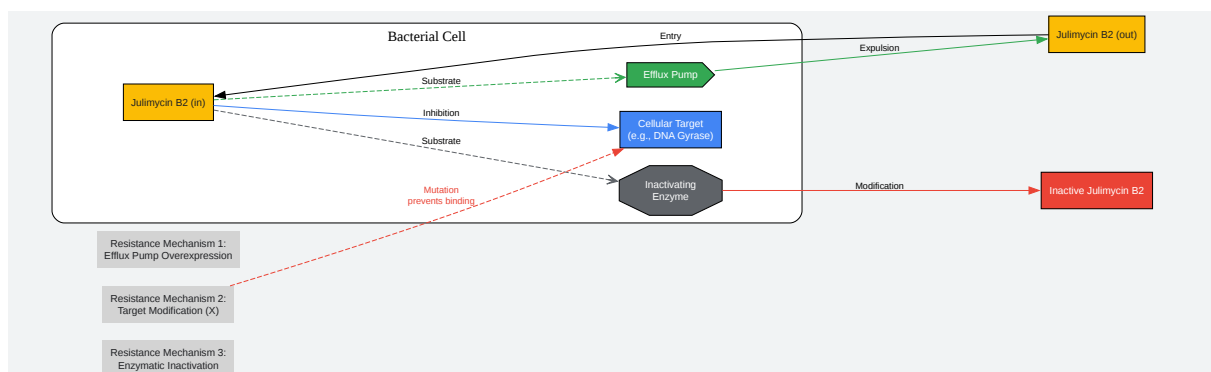 Bacterial Cell
Julimycin B2 (out)
Entry
Expulsion
Efflux Pump
Substrate
Julimycin B2 (in)
Inhibition
Cellular Target
(e.g., DNA Gyrase)
Substrate
Inactivating
Enzyme
Modification
Inactive Julimycin B2
Mutation
prevents binding
Resistance Mechanism 1:
Efflux Pump Overexpression
Resistance Mechanism 2:
Target Modification (X)
Resistance Mechanism 3:
Enzymatic Inactivation